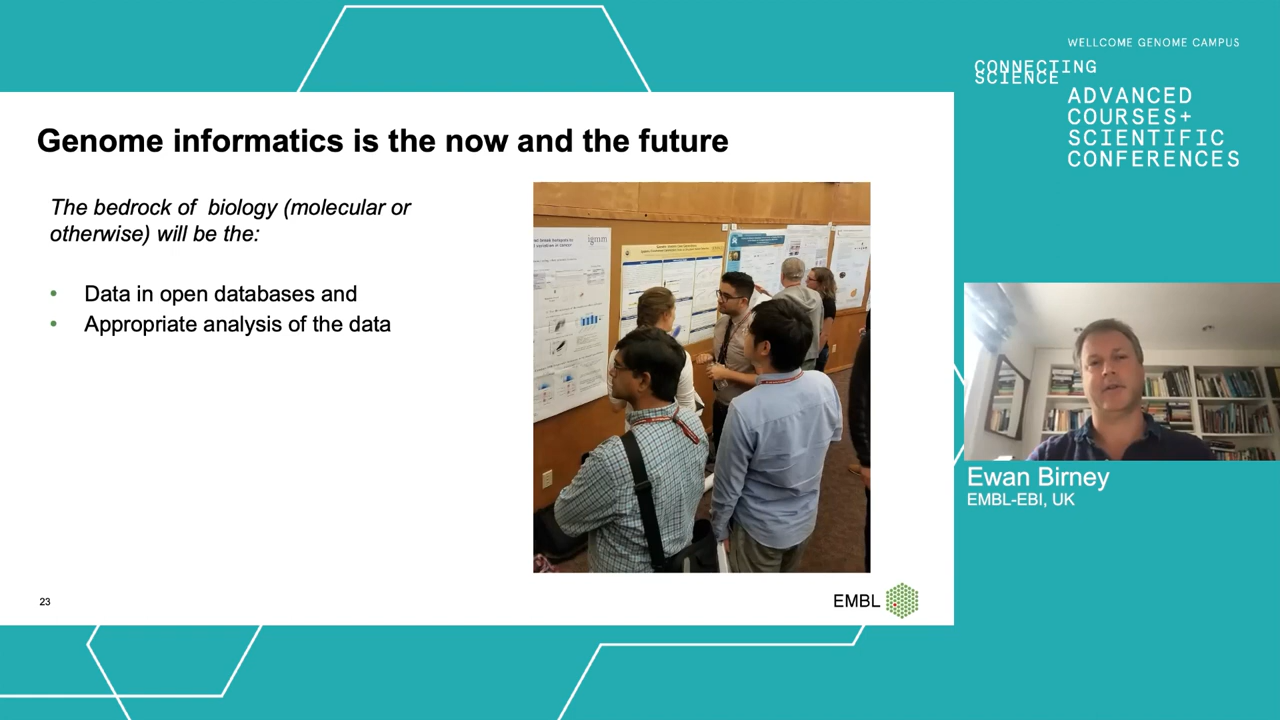 WELLCOME GENOME CAMPUS
CONNECTING
SCIENCE
ADVANCED
COURSES+
SCIENTIFIC
CONFERENCES
Genome informatics is the now and the future
The bedrock of biology (molecular or
otherwise) will be the:
• Data in open databases and
• Appropriate analysis of the data
igmm
Ewan Birney
EMBL-EBI, UK
23
EMBL